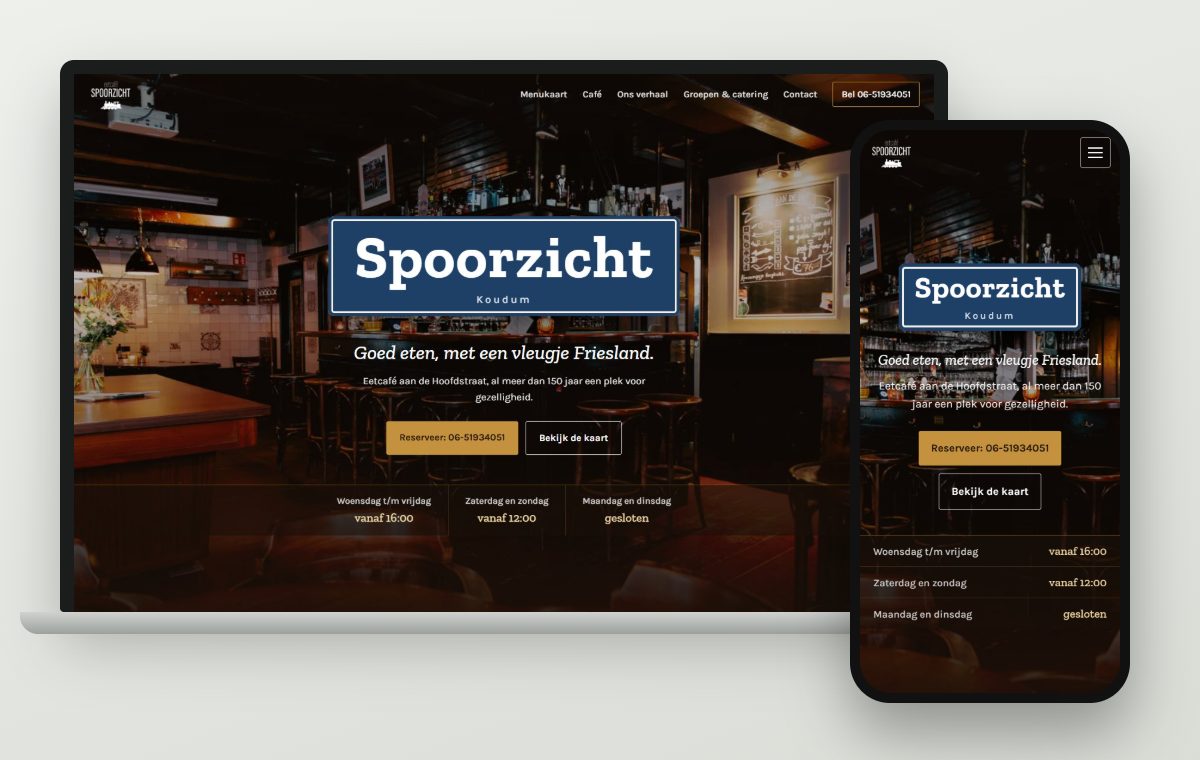 eetcafé
SPOORZICHT
Menukaart Café Ons verhaal Groepen & catering Contact Bel 06-51934051
Spoorzicht
Koudum
Goed eten, met een vleugje Friesland.
Eetcafé aan de Hoofdstraat, al meer dan 150 jaar een plek voor
gezelligheid.
Reserveer: 06-51934051 Bekijk de kaart
Woensdag t/m vrijdag Zaterdag en zondag Maandag en dinsdag
vanaf 16:00 vanaf 12:00 gesloten
eetcafé
SPOORZICHT
Spoorzicht
Koudum
Goed eten, met een vleugje Friesland.
Eetcafé aan de Hoofdstraat, al meer dan 150
jaar een plek voor gezelligheid.
Reserveer: 06-51934051
Bekijk de kaart
Woensdag t/m vrijdag vanaf 16:00
Zaterdag en zondag vanaf 12:00
Maandag en dinsdag gesloten